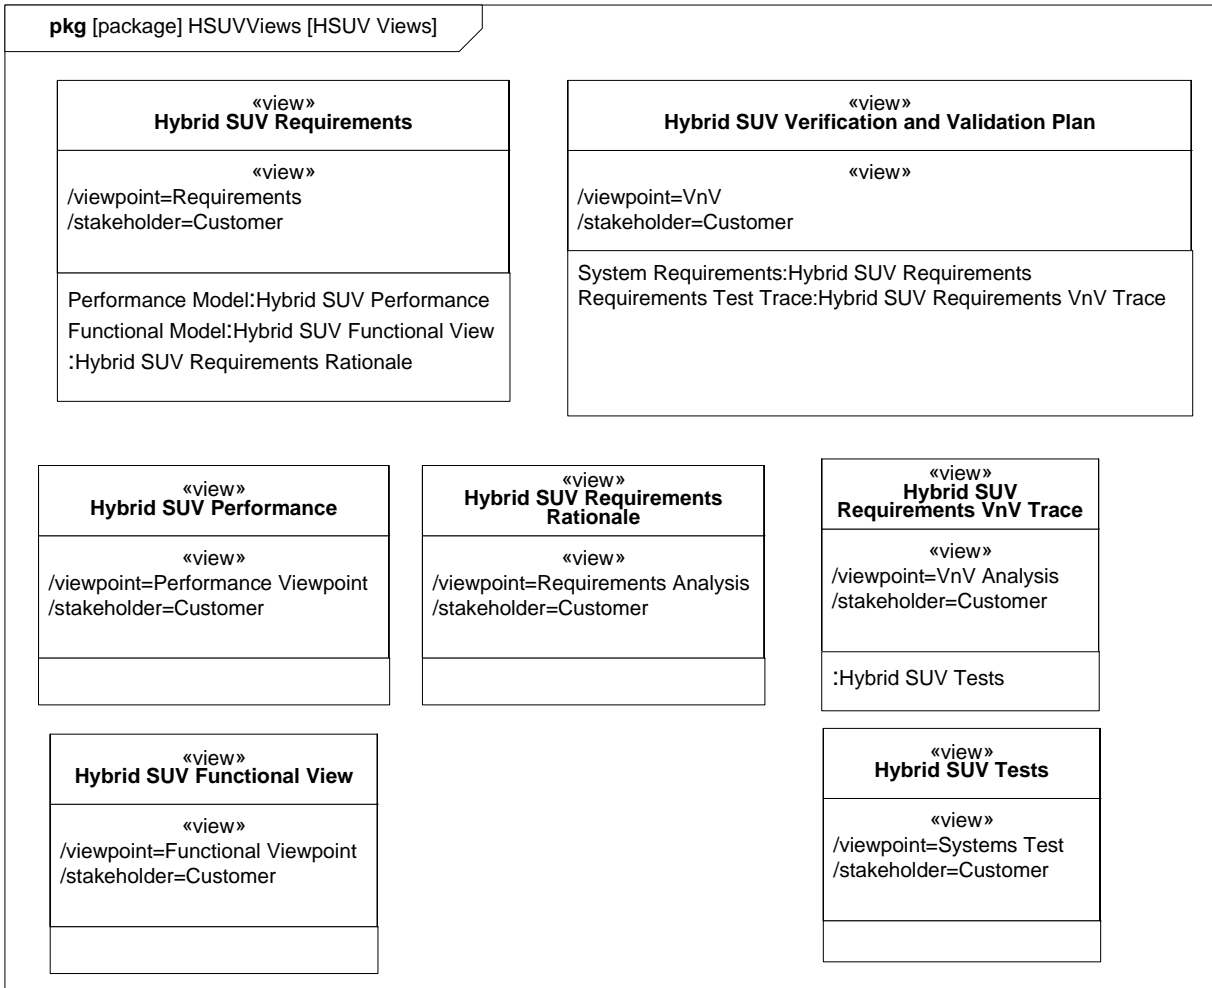 pkg [package] HSUVViews [HSUV Views]
«view»
Hybrid SUV Requirements
«view»
/viewpoint=Requirements
/stakeholder=Customer
Performance Model:Hybrid SUV Performance
Functional Model:Hybrid SUV Functional View
:Hybrid SUV Requirements Rationale
«view»
Hybrid SUV Verification and Validation Plan
«view»
/viewpoint=VnV
/stakeholder=Customer
System Requirements:Hybrid SUV Requirements
Requirements Test Trace:Hybrid SUV Requirements VnV Trace
«view»
Hybrid SUV Performance
«view»
/viewpoint=Performance Viewpoint
/stakeholder=Customer
«view»
Hybrid SUV Requirements
Rationale
«view»
/viewpoint=Requirements Analysis
/stakeholder=Customer
«view»
Hybrid SUV
Requirements VnV Trace
«view»
/viewpoint=VnV Analysis
/stakeholder=Customer
:Hybrid SUV Tests
«view»
Hybrid SUV Functional View
«view»
/viewpoint=Functional Viewpoint
/stakeholder=Customer
«view»
Hybrid SUV Tests
«view»
/viewpoint=Systems Test
/stakeholder=Customer